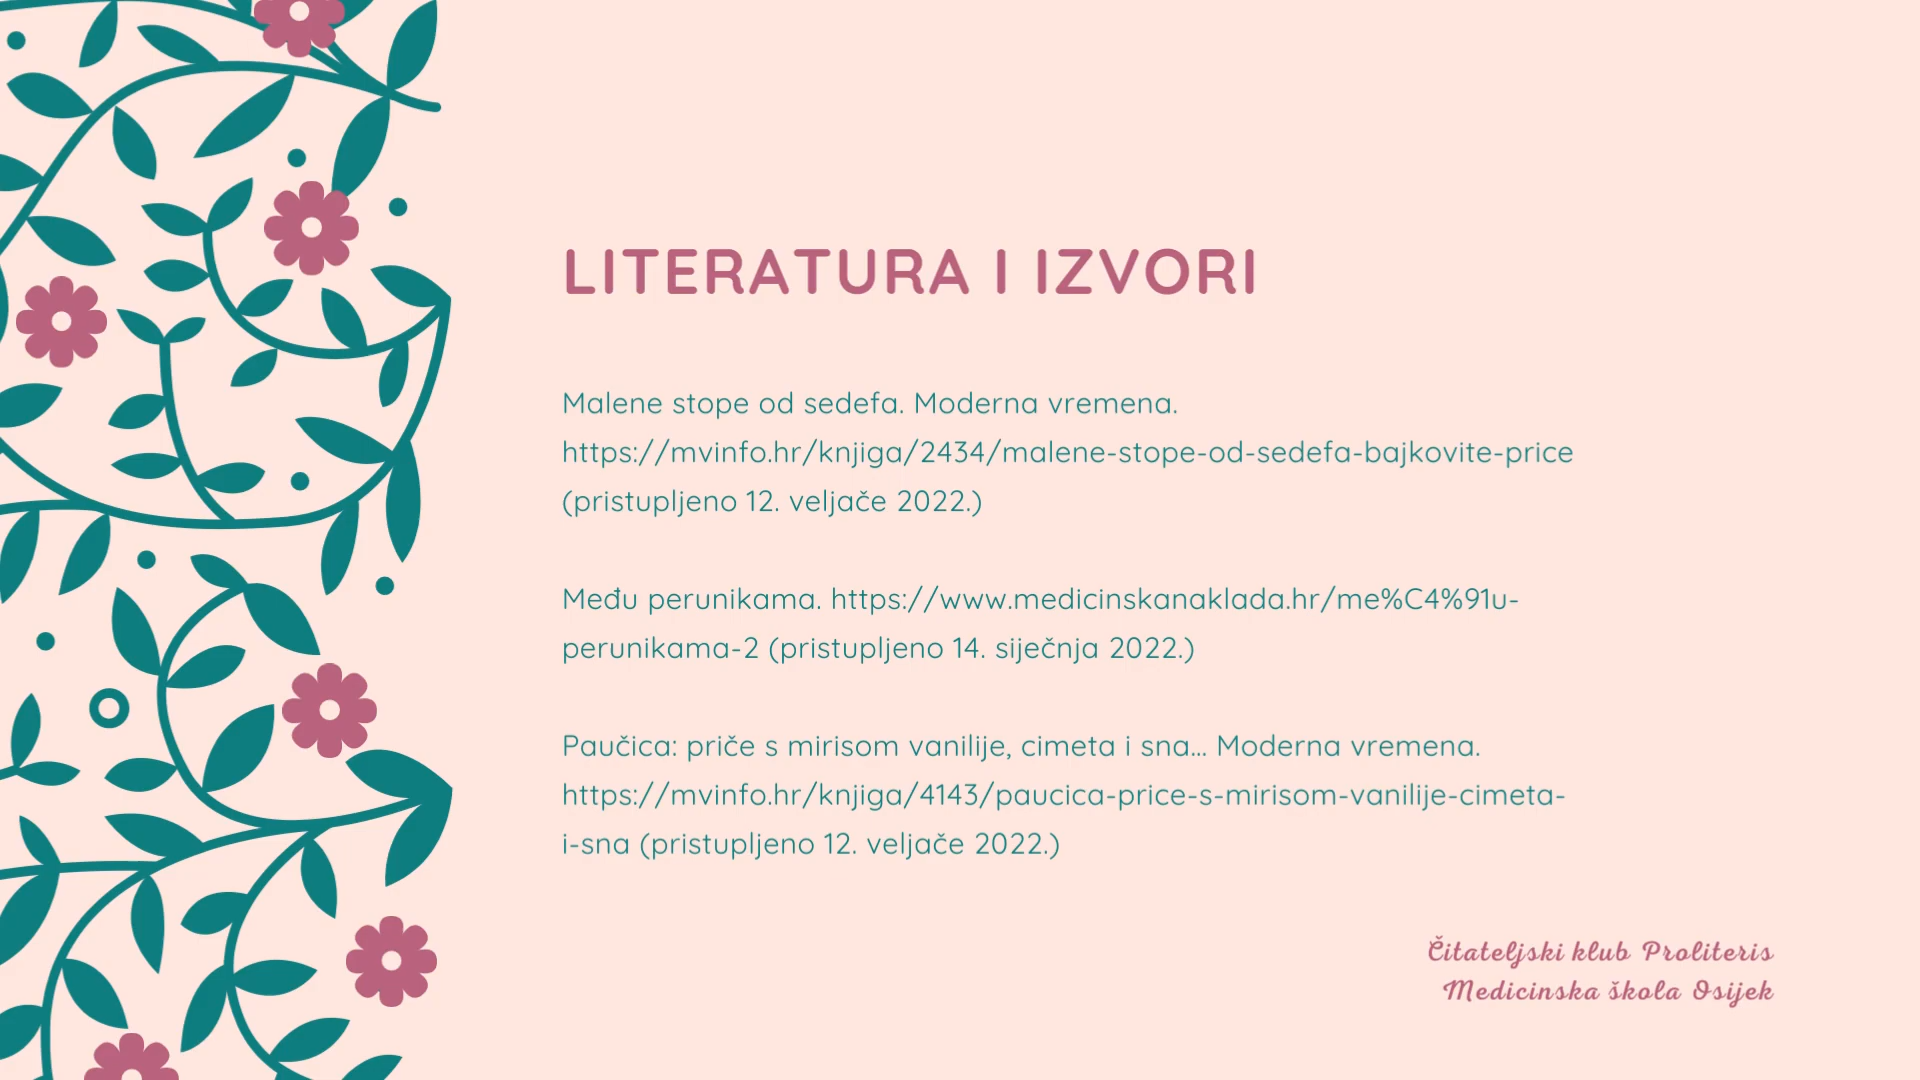 LITERATURA I IZVORI
Malene stope od sedefa. Moderna vremena.
https://mvinfo.hr/knjiga/2434/malene-stope-od-sedefa-bajkovite-price
(pristupljeno 12. veljače 2022.)
Među perunikama. https://www.medicinskanaklada.hr/me%C4%91u-
perunikama-2 (pristupljeno 14. siječnja 2022.)
Paučica: priče s mirisom vanilije, cimeta i sna... Moderna vremena.
https://mvinfo.hr/knjiga/4143/paucica-price-s-mirisom-vanilije-cimeta-
i-sna (pristupljeno 12. veljače 2022.)
Čitateljski klub Proliteris
Medicinska škola Osijek